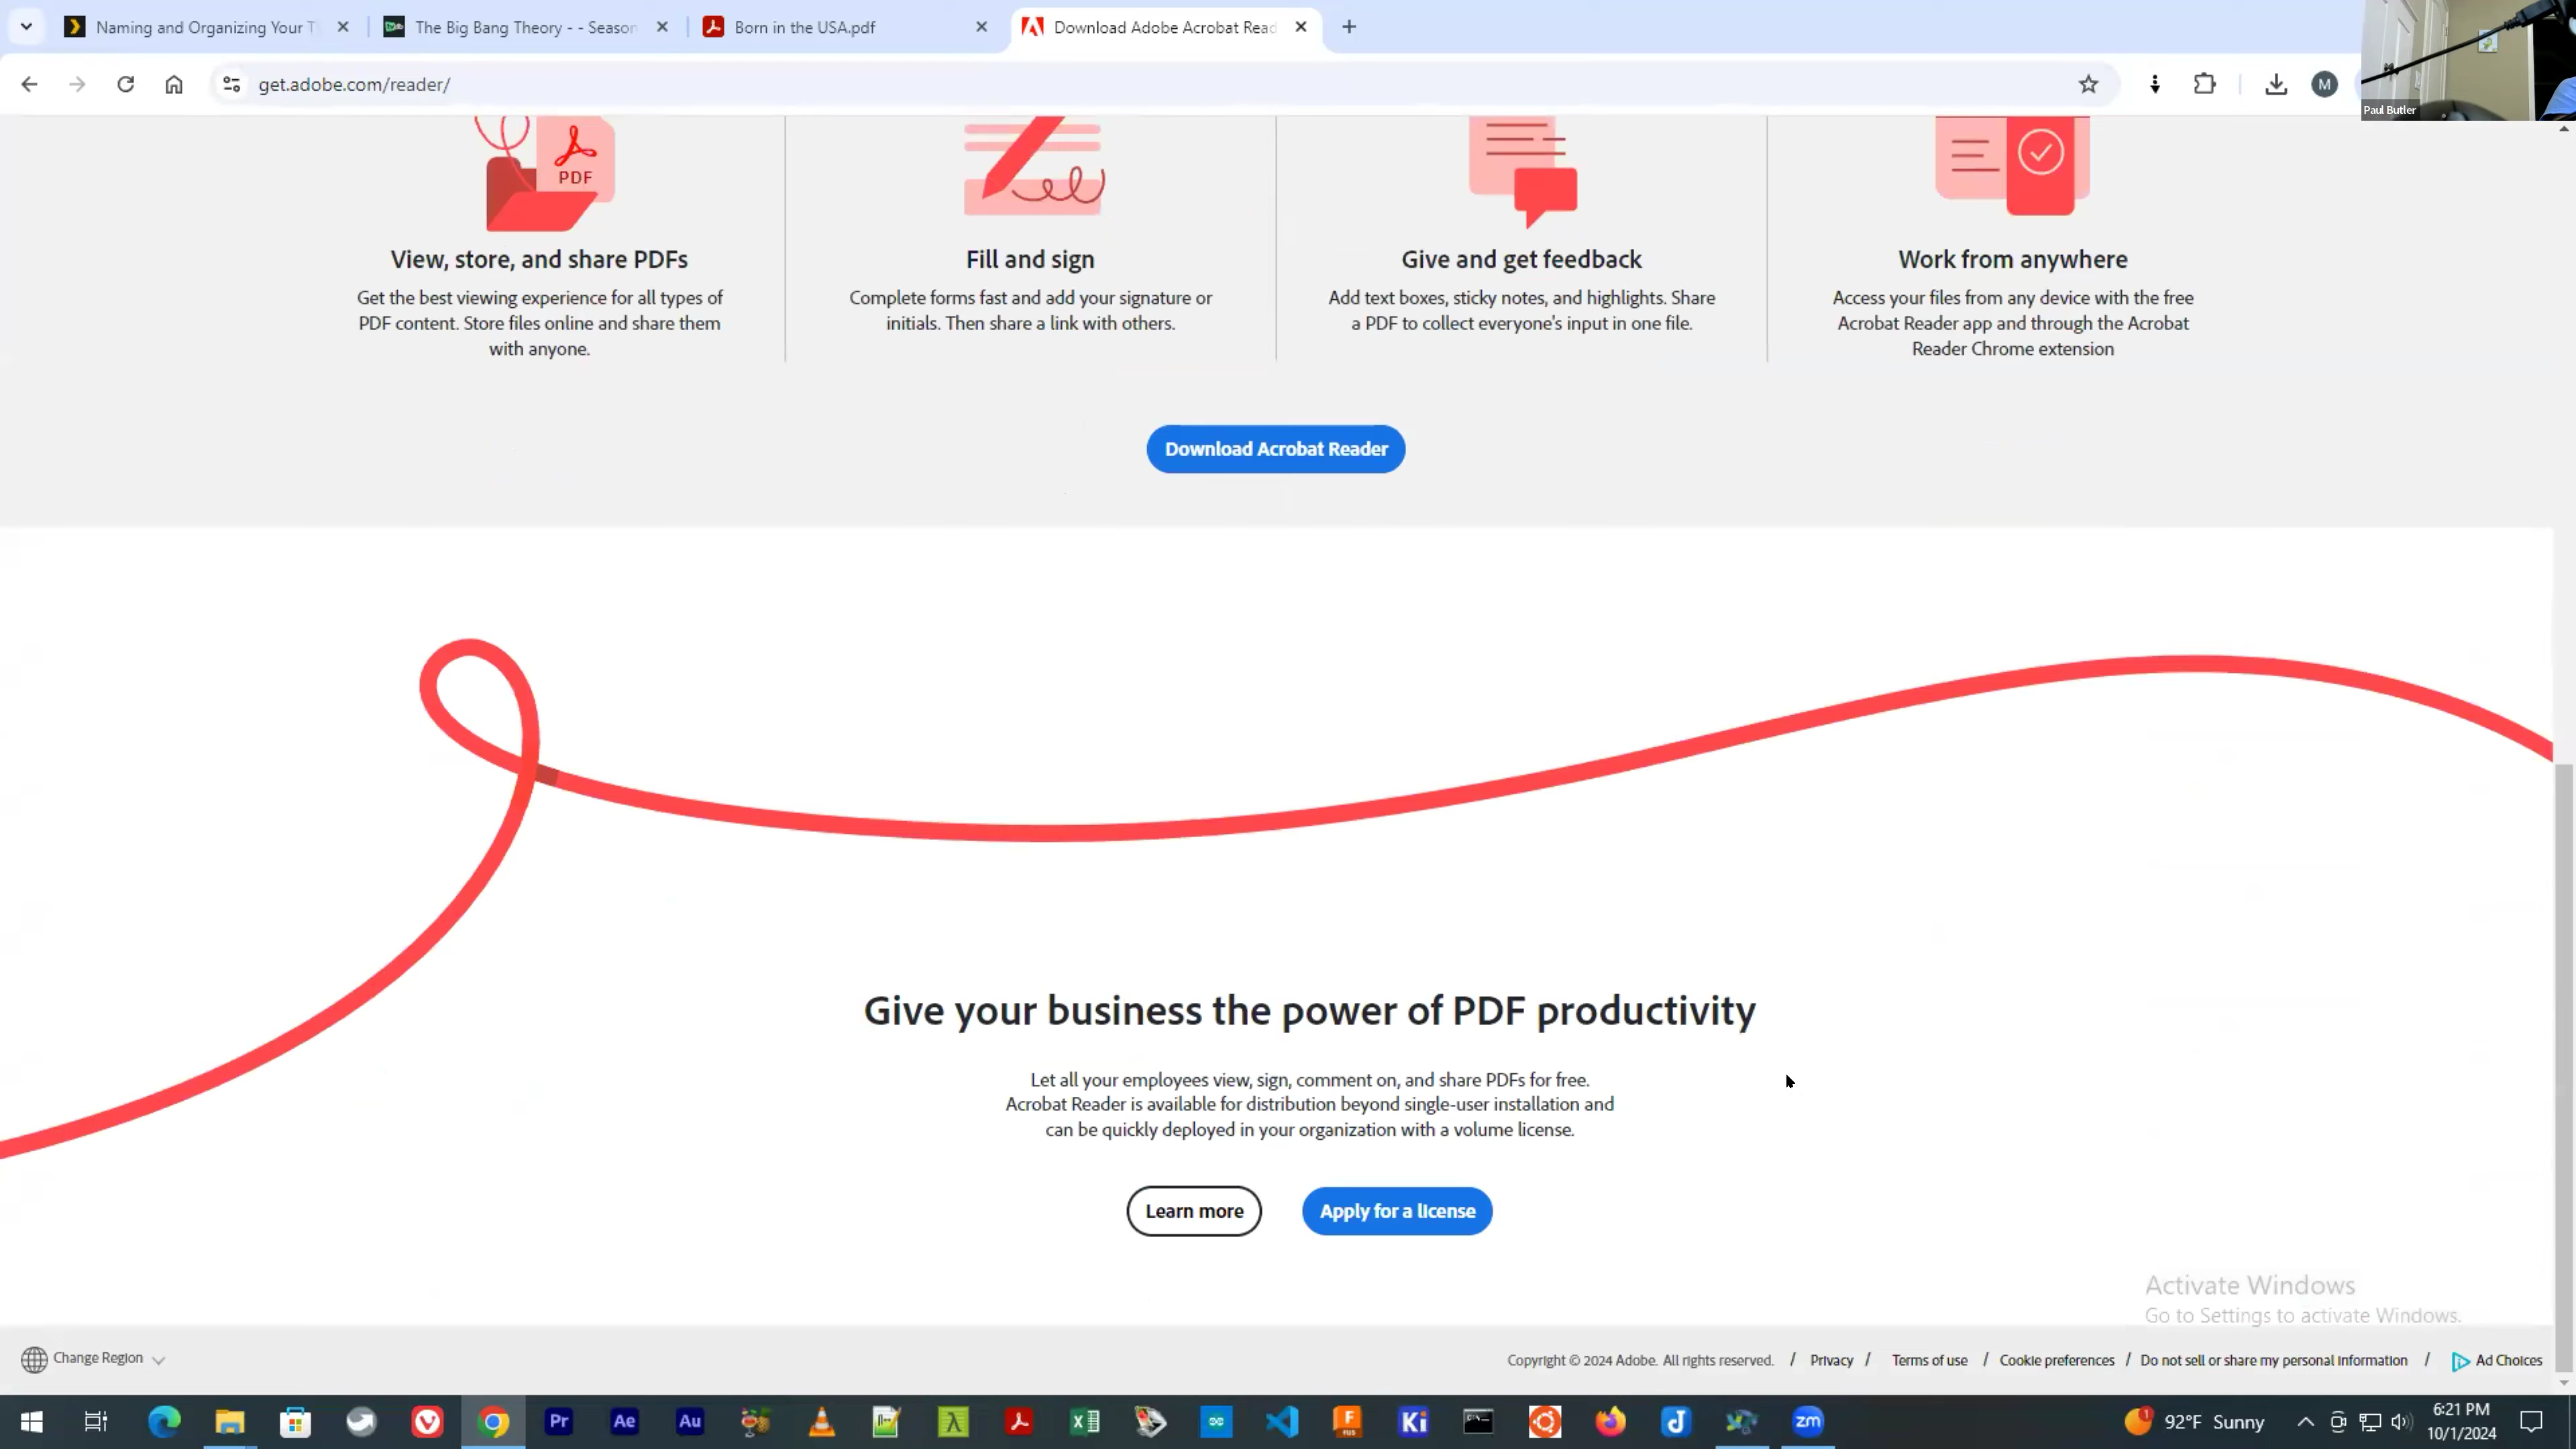 Naming and Organizing Your T
The Big Bang Theory - - Season
Born in the USA.pdf
Download Adobe Acrobat Read
get.adobe.com/reader/
M
Paul Butler
PDF
View, store, and share PDFs
Get the best viewing experience for all types of
PDF content. Store files online and share them
with anyone.
Fill and sign
Complete forms fast and add your signature or
initials. Then share a link with others.
Give and get feedback
Add text boxes, sticky notes, and highlights. Share
a PDF to collect everyone's input in one file.
Work from anywhere
Access your files from any device with the free
Acrobat Reader app and through the Acrobat
Reader Chrome extension
Download Acrobat Reader
Give your business the power of PDF productivity
Let all your employees view, sign, comment on, and share PDFs for free.
Acrobat Reader is available for distribution beyond single-user installation and
can be quickly deployed in your organization with a volume license.
Learn more
Apply for a license
Activate Windows
Go to Settings to activate Windows.
Change Region
Copyright © 2024 Adobe. All rights reserved. / Privacy / Terms of use / Cookie preferences / Do not sell or share my personal information / Ad Choices
Pr
Ae
Au
F
Ki
zm
1
92°F Sunny
6:21 PM
10/1/2024